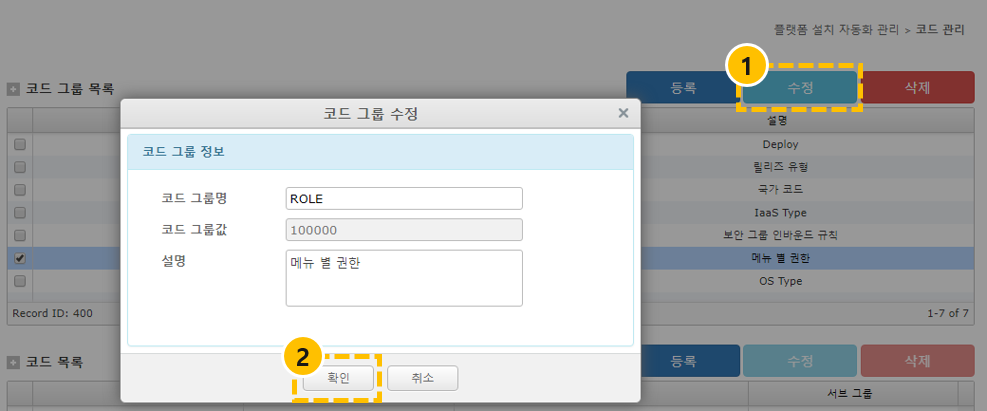 플랫폼 설치 자동화 관리 > 코드 관리
1
코드 그룹 목록
등록
수정
삭제
코드 그룹 수정
×
설명
코드 그룹 정보
Deploy
릴리즈 유형
코드 그룹명
ROLE
국가 코드
IaaS Type
코드 그룹값
100000
보안 그룹 인바운드 규칙
설명
메뉴 별 권한
메뉴 별 권한
OS Type
Record ID: 400
1-7 of 7
2
코드 목록
등록
수정
삭제
확인
취소
서브 그룹